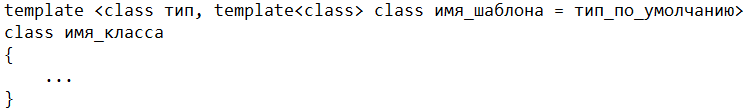 template <class тип, template<class> class имя_шаблона = тип_по_умолчанию>
class имя_класса
{
    ...
}